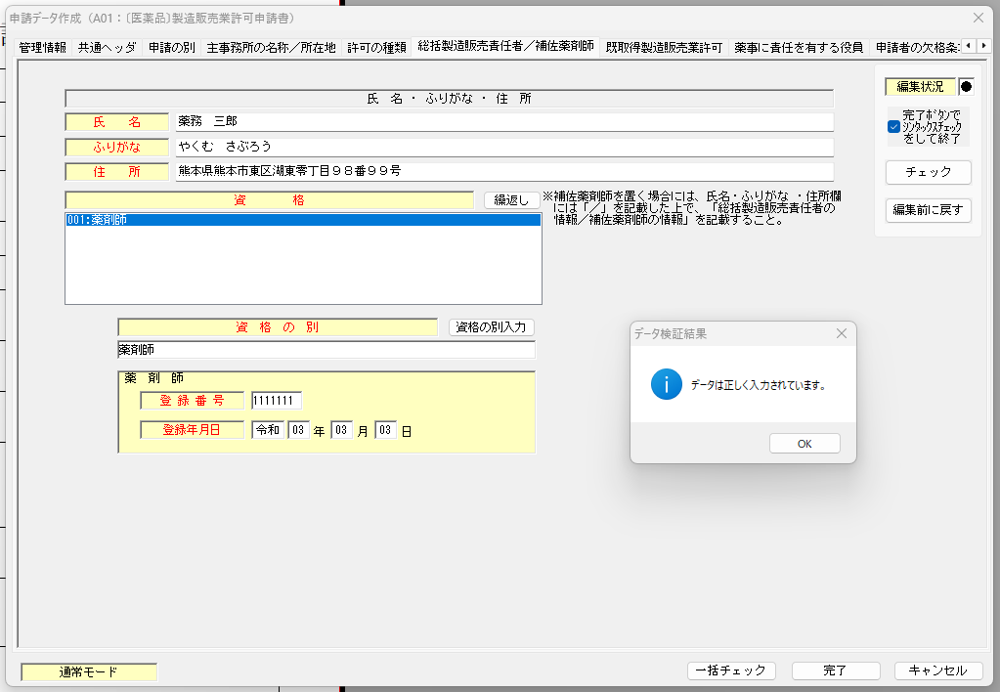 申請データ作成（A01：〔医薬品〕製造販売業許可申請書）
管理情報 共通ヘッダ 申請の別 主事務所の名称／所在地 許可の種類 総括製造販売責任者／補佐薬剤師 既取得製造販売業許可 薬事に責任を有する役員 申請者の欠格条
氏　名 ・ ふりがな ・ 住　所
氏　　名 薬務　三郎
ふりがな やくむ　さぶろう
住　　所 熊本県熊本市東区湖東零丁目９８番９９号
資　　　格 繰返し
※補佐薬剤師を置く場合には、氏名・ふりがな ・住所欄
には「／」を記載した上で、「総括製造販売責任者の
情報／補佐薬剤師の情報」を記載すること。
001:薬剤師
資　格　の　別 資格の別入力
薬剤師
薬　剤　師
登 録 番 号 1111111
登録年月日 令和 03 年 03 月 03 日
編集状況 ●
完了ﾎﾞﾀﾝで
ｼﾝﾀｯｸｽﾁｪｯｸ
をして終了
チェック
編集前に戻す
データ検証結果
データは正しく入力されています。
OK
通常モード 一括チェック 完了 キャンセル